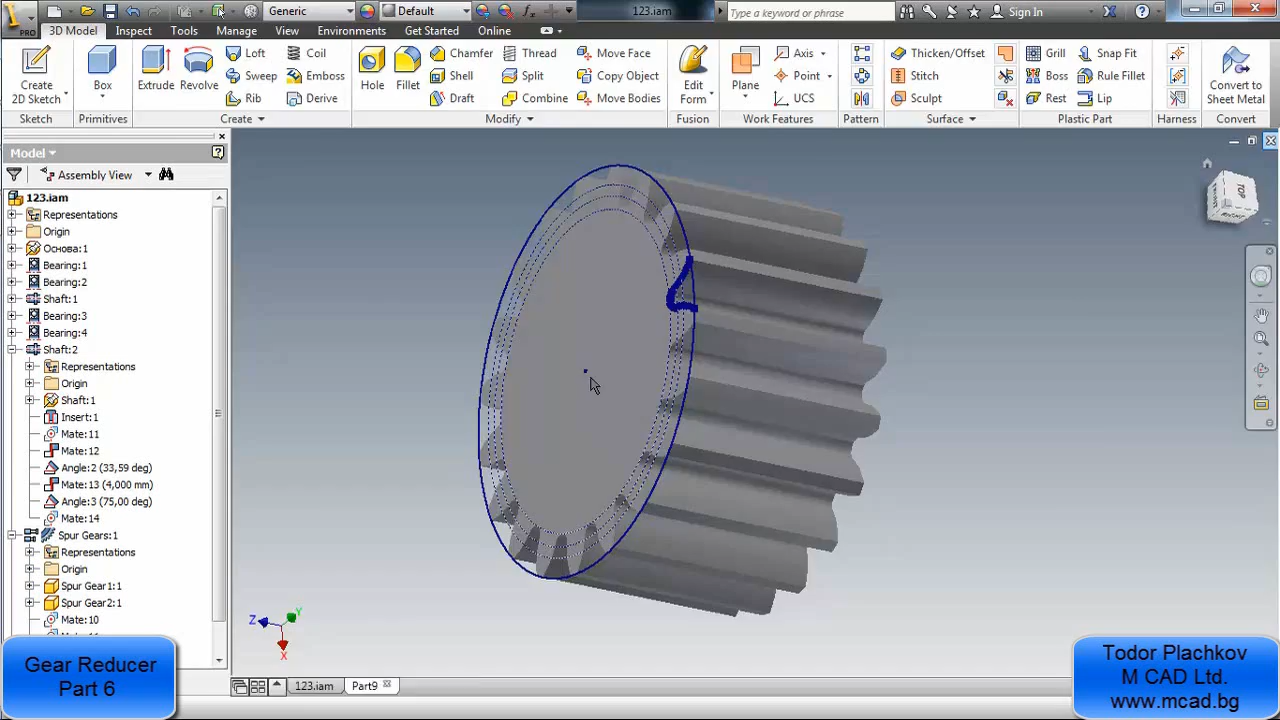 PRO
Generic
Default
fx
123.iam
Type a keyword or phrase
Sign In
3D Model
Inspect
Tools
Manage
View
Environments
Get Started
Online
Create
2D Sketch
Sketch
Box
Primitives
Extrude
Revolve
Loft
Sweep
Rib
Coil
Emboss
Derive
Create
Hole
Fillet
Chamfer
Shell
Draft
Thread
Split
Combine
Move Face
Copy Object
Move Bodies
Modify
Edit
Form
Fusion
Plane
Axis
Point
UCS
Work Features
Pattern
Thicken/Offset
Stitch
Sculpt
Surface
Grill
Boss
Rest
Snap Fit
Rule Fillet
Lip
Plastic Part
Harness
Convert to
Sheet Metal
Convert
Model
Assembly View
123.iam
Representations
Origin
Основа:1
Bearing:1
Bearing:2
Shaft:1
Bearing:3
Bearing:4
Shaft:2
Representations
Origin
Shaft:1
Insert:1
Mate:11
Mate:12
Angle:2 (33,59 deg)
Mate:13 (4,000 mm)
Angle:3 (75,00 deg)
Mate:14
Spur Gears:1
Representations
Origin
Spur Gear1:1
Spur Gear2:1
Mate:10
TOP
Z
Y
X
Gear Reducer
Part 6
123.iam
Part9
Todor Plachkov
M CAD Ltd.
www.mcad.bg